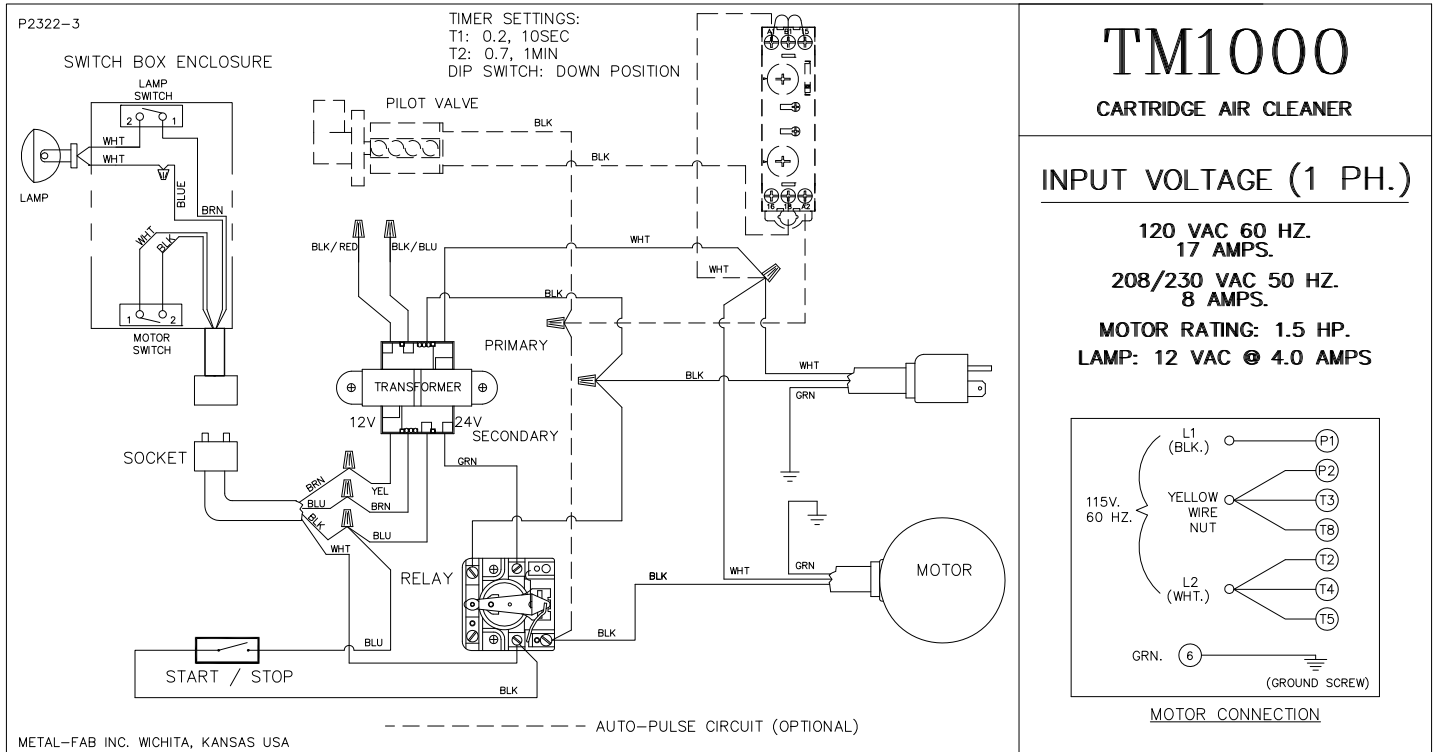 P2322-3
TIMER SETTINGS:
T1: 0.2, 10SEC
T2: 0.7, 1MIN
DIP SWITCH: DOWN POSITION
SWITCH BOX ENCLOSURE
LAMP
SWITCH
2 1
WHT
WHT
LAMP
BLUE
BRN
WHT
BLK
1 2
MOTOR
SWITCH
PILOT VALVE
BLK
BLK
A1 B1 15
16 18 A2
BLK/RED
BLK/BLU
WHT
WHT
BLK
PRIMARY
TRANSFORMER
12V
24V
SECONDARY
WHT
BLK
GRN
SOCKET
BRN
YEL
BLU
BRN
BLK
BLU
WHT
GRN
RELAY
BLK
WHT
GRN
MOTOR
BLK
BLU
START / STOP
BLK
AUTO-PULSE CIRCUIT (OPTIONAL)
METAL-FAB INC. WICHITA, KANSAS USA
TM1000
CARTRIDGE AIR CLEANER
INPUT VOLTAGE (1 PH.)
120 VAC 60 HZ.
17 AMPS.
208/230 VAC 50 HZ.
8 AMPS.
MOTOR RATING: 1.5 HP.
LAMP: 12 VAC @ 4.0 AMPS
L1
(BLK.)
P1
P2
115V.
60 HZ.
YELLOW
WIRE
NUT
T3
T8
T2
L2
(WHT.)
T4
T5
GRN. 6
(GROUND SCREW)
MOTOR CONNECTION